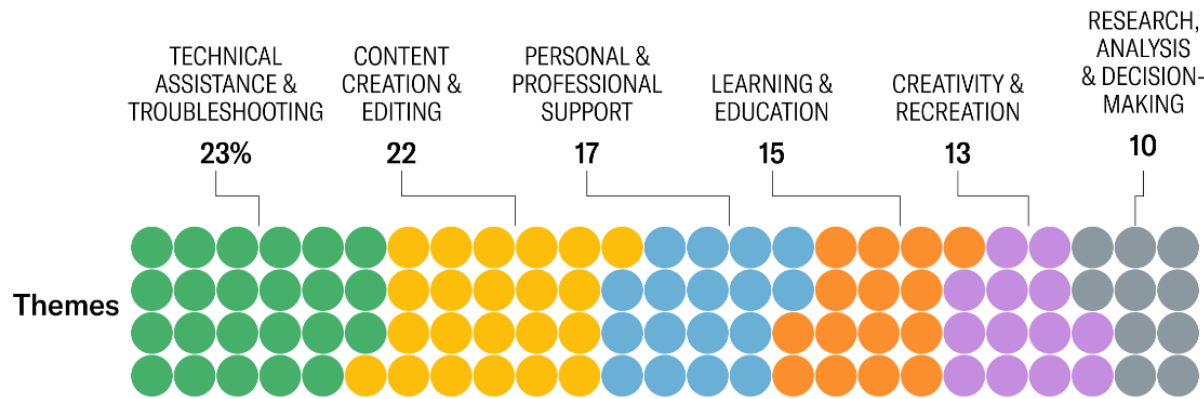 TECHNICAL
ASSISTANCE &
TROUBLESHOOTING
23%
CONTENT
CREATION &
EDITING
22
PERSONAL &
PROFESSIONAL
SUPPORT
17
LEARNING &
EDUCATION
15
CREATIVITY &
RECREATION
13
RESEARCH,
ANALYSIS
& DECISION-
MAKING
10
Themes